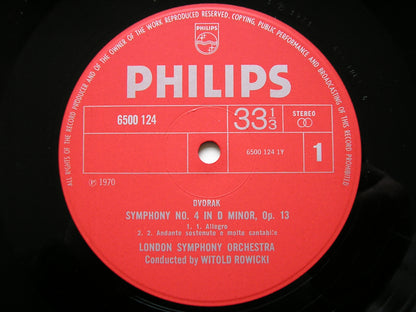 ALL RIGHTS OF THE RECORD PRODUCER AND OF THE OWNER OF THE WORK REPRODUCED RESERVED. COPYING, PUBLIC PERFORMANCE AND BROADCASTING OF THIS RECORD PROHIBITED
PHILIPS
PHILIPS
6500 124
33 1/3
STEREO
6500 124 1Y
1
℗ 1970
DVORAK
SYMPHONY NO. 4 IN D MINOR, Op. 13
1. 1. Allegro
2. 2. Andante sostenuto e molto cantabile
LONDON SYMPHONY ORCHESTRA
Conducted by WITOLD ROWICKI